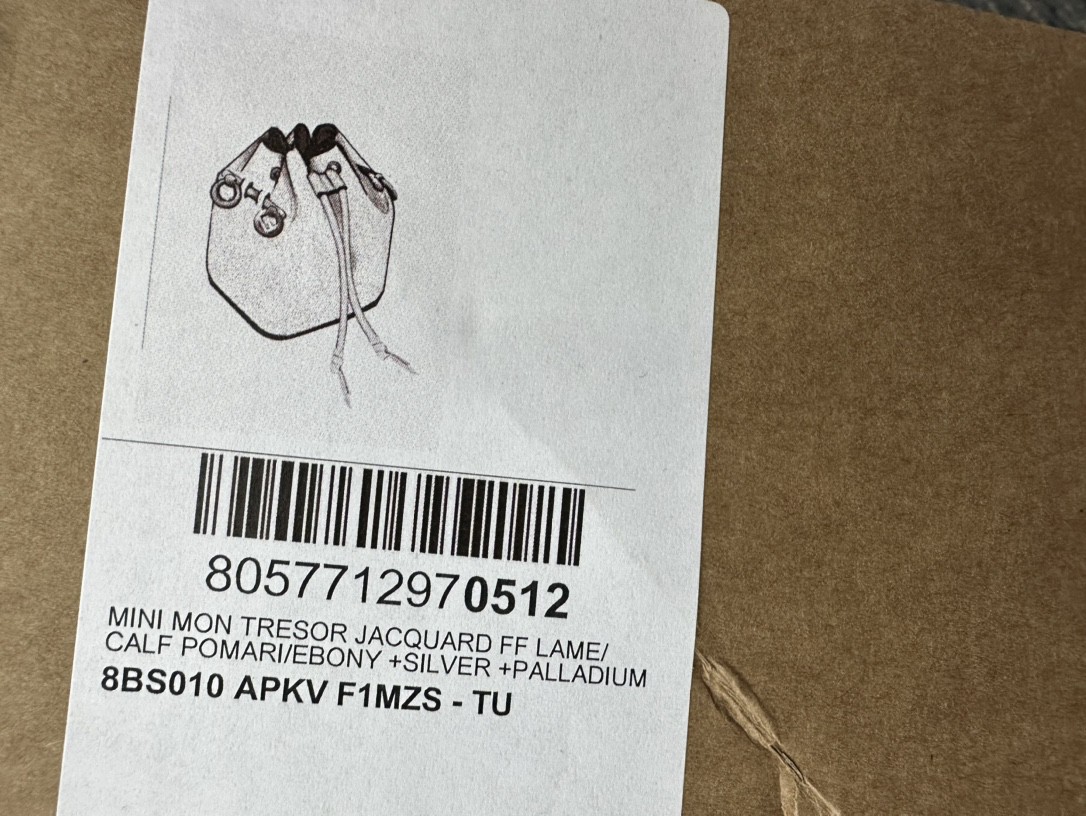 8057712970512
MINI MON TRESOR JACQUARD FF LAME/
CALF POMARI/EBONY +SILVER +PALLADIUM
8BS010 APKV F1MZS - TU